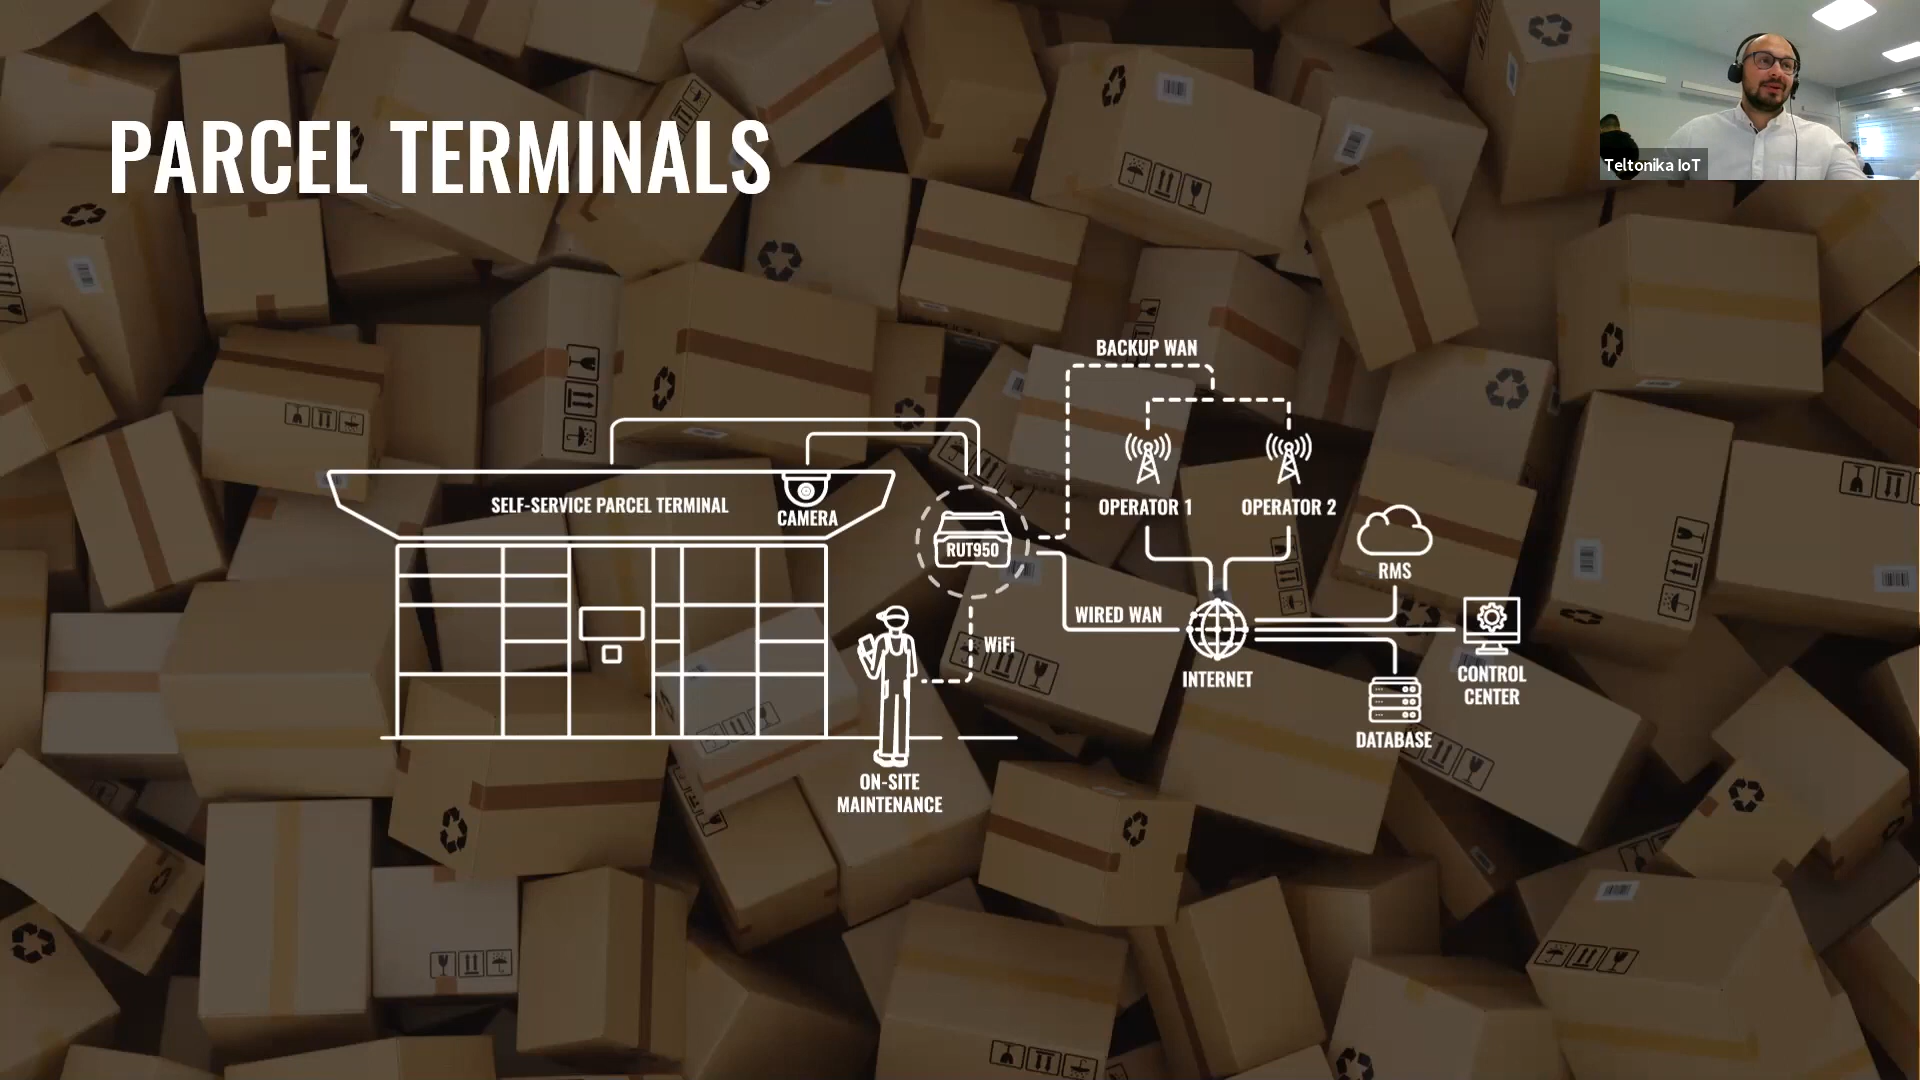 Teltonika IoT
PARCEL TERMINALS
BACKUP WAN
SELF-SERVICE PARCEL TERMINAL
CAMERA
OPERATOR 1
OPERATOR 2
RUT950
RMS
WIRED WAN
WiFi
INTERNET
CONTROL
CENTER
DATABASE
ON-SITE
MAINTENANCE